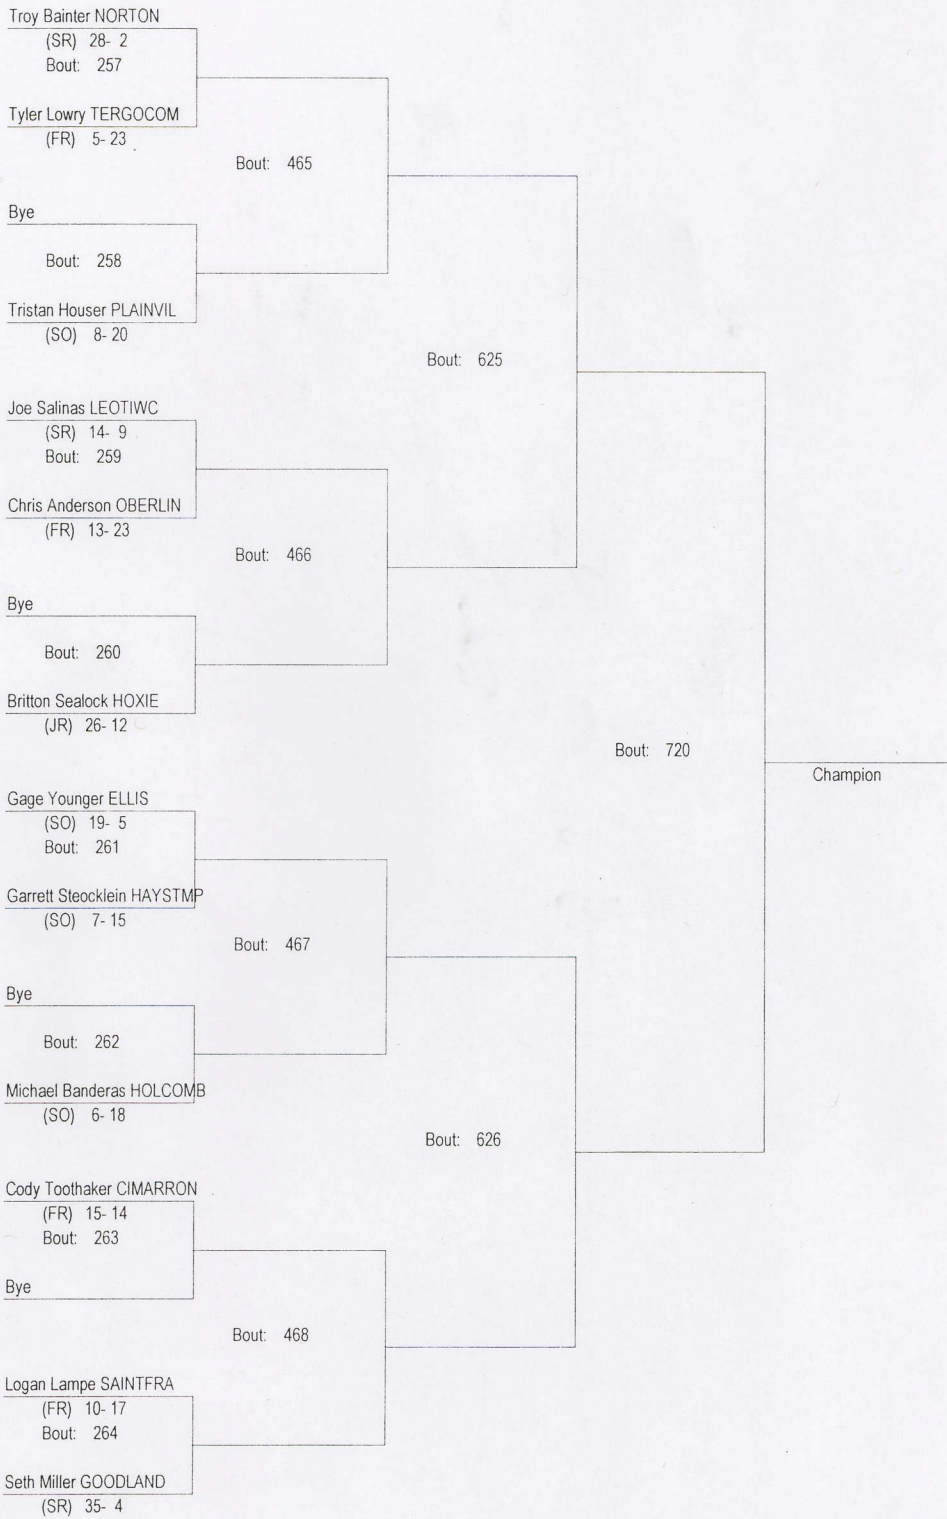 Troy Bainter NORTON
(SR) 28- 2
Bout: 257
Tyler Lowry TERGOCOM
(FR) 5- 23
Bout: 465
Bye
Bout: 258
Tristan Houser PLAINVIL
(SO) 8- 20
Bout: 625
Joe Salinas LEOTIWC
(SR) 14- 9
Bout: 259
Chris Anderson OBERLIN
(FR) 13- 23
Bout: 466
Bye
Bout: 260
Britton Sealock HOXIE
(JR) 26- 12
Bout: 720
Champion
Gage Younger ELLIS
(SO) 19- 5
Bout: 261
Garrett Steocklein HAYSTMP
(SO) 7- 15
Bout: 467
Bye
Bout: 262
Michael Banderas HOLCOMB
(SO) 6- 18
Bout: 626
Cody Toothaker CIMARRON
(FR) 15- 14
Bout: 263
Bye
Bout: 468
Logan Lampe SAINTFRA
(FR) 10- 17
Bout: 264
Seth Miller GOODLAND
(SR) 35- 4